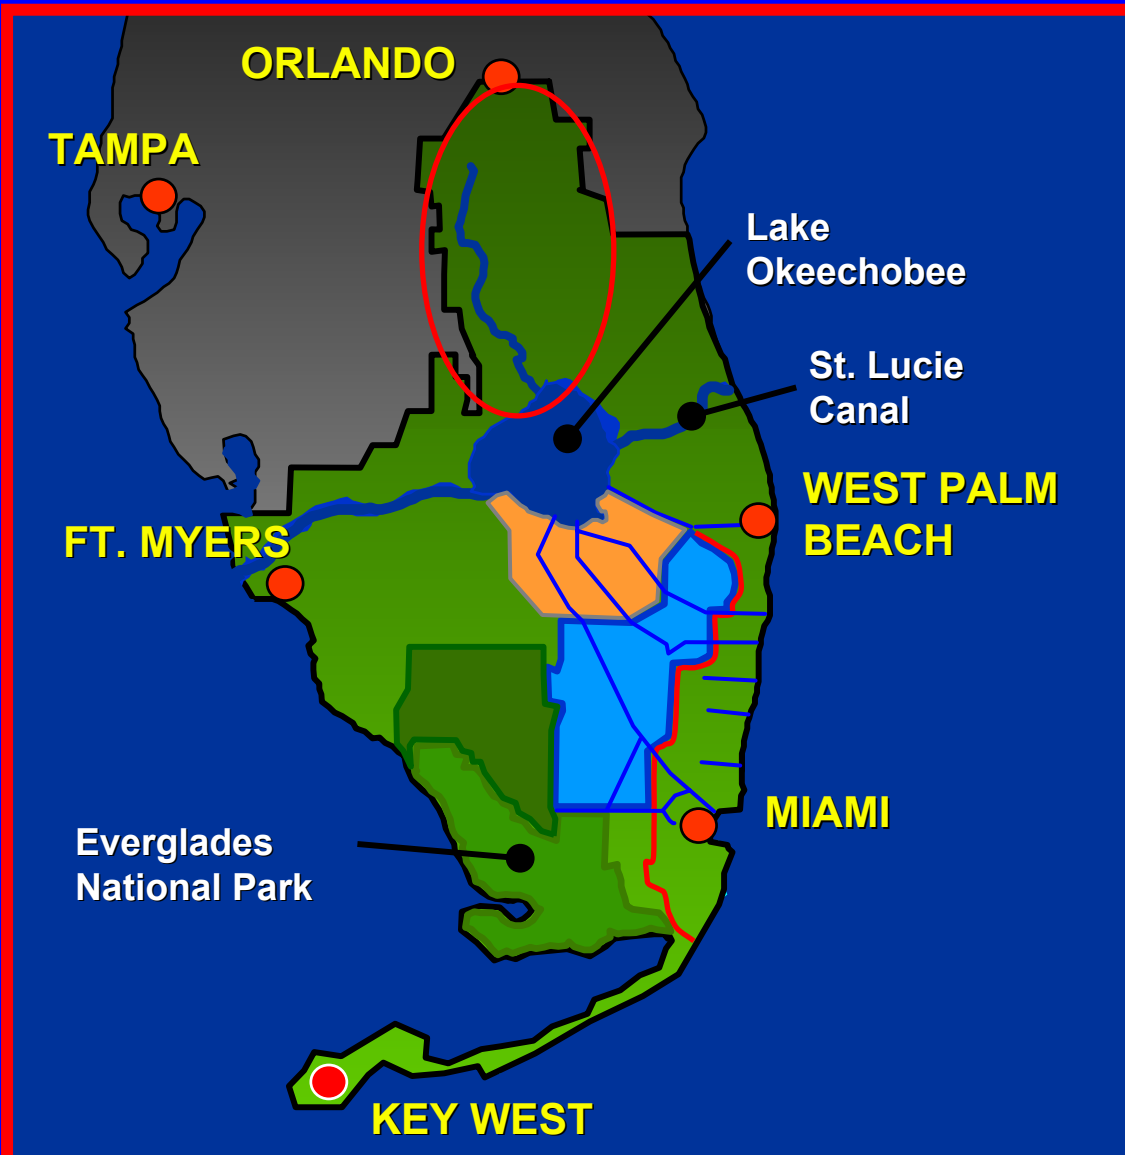 ORLANDO
TAMPA
Lake
Okeechobee
St. Lucie
Canal
WEST PALM
BEACH
FT. MYERS
MIAMI
Everglades
National Park
KEY WEST